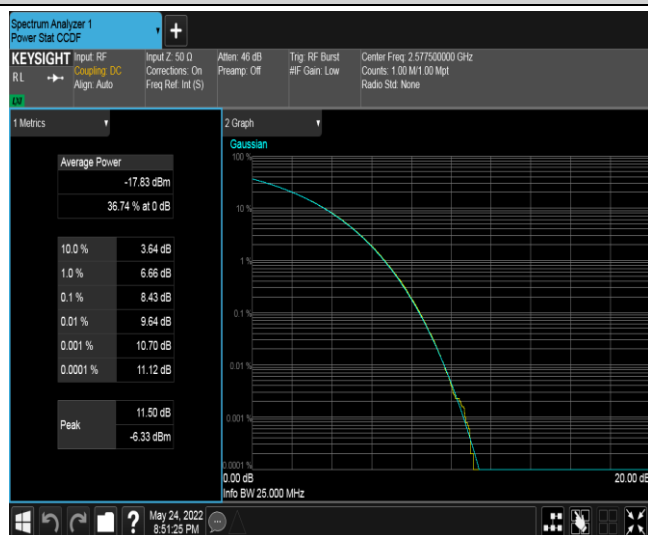 Spectrum Analyzer 1
Power Stat CCDF
+
KEYSIGHT
RL
LXI
Input: RF
Coupling: DC
Align: Auto
Input Z: 50 Ω
Corrections: On
Freq Ref: Int (S)
Atten: 46 dB
Preamp: Off
Trig: RF Burst
#IF Gain: Low
Center Freq: 2.577500000 GHz
Counts: 1.00 M/1.00 Mpt
Radio Std: None
1 Metrics
Average Power
-17.83 dBm
36.74 % at 0 dB
10.0 % 3.64 dB
1.0 % 6.66 dB
0.1 % 8.43 dB
0.01 % 9.64 dB
0.001 % 10.70 dB
0.0001 % 11.12 dB
Peak
11.50 dB
-6.33 dBm
2 Graph
Gaussian
100 %
10 %
1 %
0.1 %
0.01 %
0.001 %
0.0001 %
0.00 dB
20.00 dB
Info BW 25.000 MHz
?
May 24, 2022
8:51:25 PM